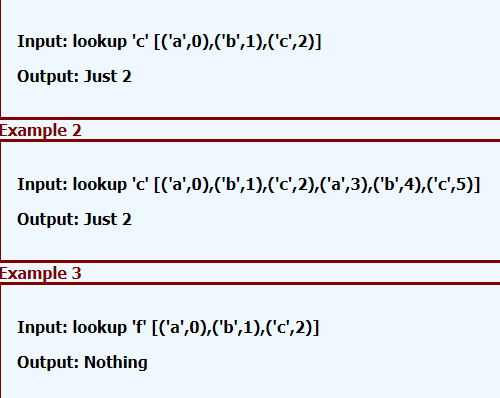 Input: lookup 'c' [('a',0),('b',1),('c',2)]
Output: Just 2
Example 2
Input: lookup 'c' [('a',0),('b',1),('c',2),('a',3),('b',4),('c',5)]
Output: Just 2
Example 3
Input: lookup 'f' [('a',0),('b',1),('c',2)]
Output: Nothing